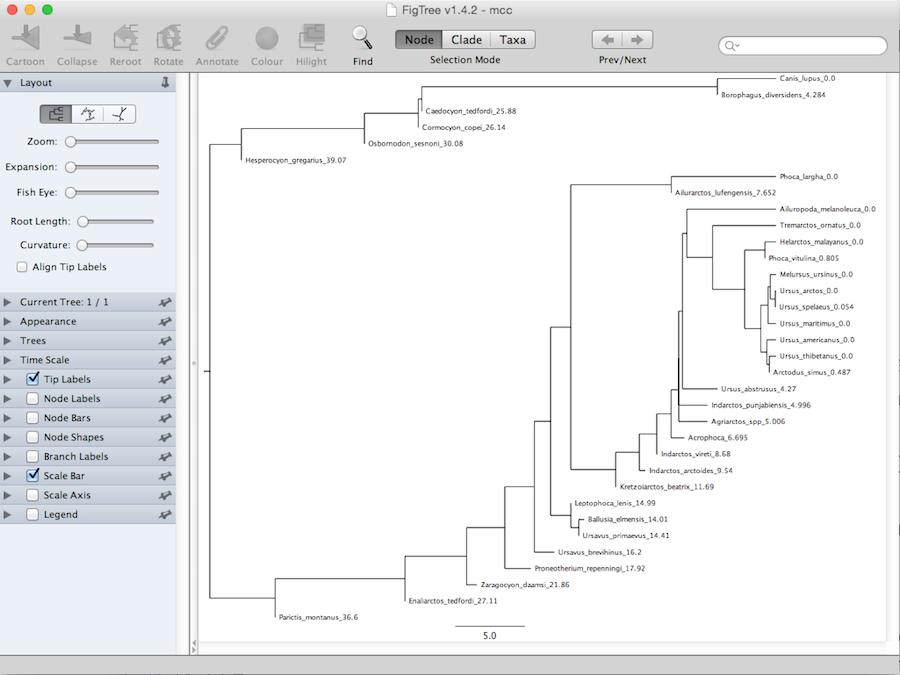 FigTree v1.4.2 - mcc
Cartoon Collapse Reroot Rotate Annotate Colour Hilight Find
Node Clade Taxa
Selection Mode
Prev/Next
Layout
Zoom:
Expansion:
Fish Eye:
Root Length:
Curvature:
Align Tip Labels
Current Tree: 1 / 1
Appearance
Trees
Time Scale
Tip Labels
Node Labels
Node Bars
Node Shapes
Branch Labels
Scale Bar
Scale Axis
Legend
Canis_lupus_0.0
Borophagus_diversidens_4.284
Caedocyon_tedfordi_25.88
Cormocyon_copei_26.14
Osbornodon_sesnoni_30.08
Hesperocyon_gregarius_39.07
Phoca_largha_0.0
Ailurarctos_lufengensis_7.652
Ailuropoda_melanoleuca_0.0
Tremarctos_ornatus_0.0
Helarctos_malayanus_0.0
Phoca_vitulina_0.805
Melursus_ursinus_0.0
Ursus_arctos_0.0
Ursus_spelaeus_0.054
Ursus_maritimus_0.0
Ursus_americanus_0.0
Ursus_thibetanus_0.0
Arctodus_simus_0.487
Ursus_abstrusus_4.27
Indarctos_punjabiensis_4.996
Agriarctos_spp_5.006
Acrophoca_6.695
Indarctos_vireti_8.68
Indarctos_arctoides_9.54
Kretzoiarctos_beatrix_11.69
Leptophoca_lenis_14.99
Ballusia_elmensis_14.01
Ursavus_primaevus_14.41
Ursavus_brevihinus_16.2
Proneotherium_repenningi_17.92
Zaragocyon_daamsi_21.86
Enaliarctos_tedfordi_27.11
Parictis_montanus_36.6
5.0